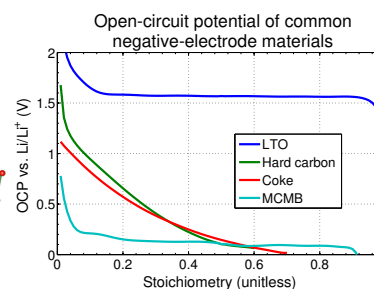 Open-circuit potential of common
negative-electrode materials
OCP vs. Li/Li⁺ (V)
2
1.5
1
0.5
0
LTO
Hard carbon
Coke
MCMB
0 0.2 0.4 0.6 0.8
Stoichiometry (unitless)